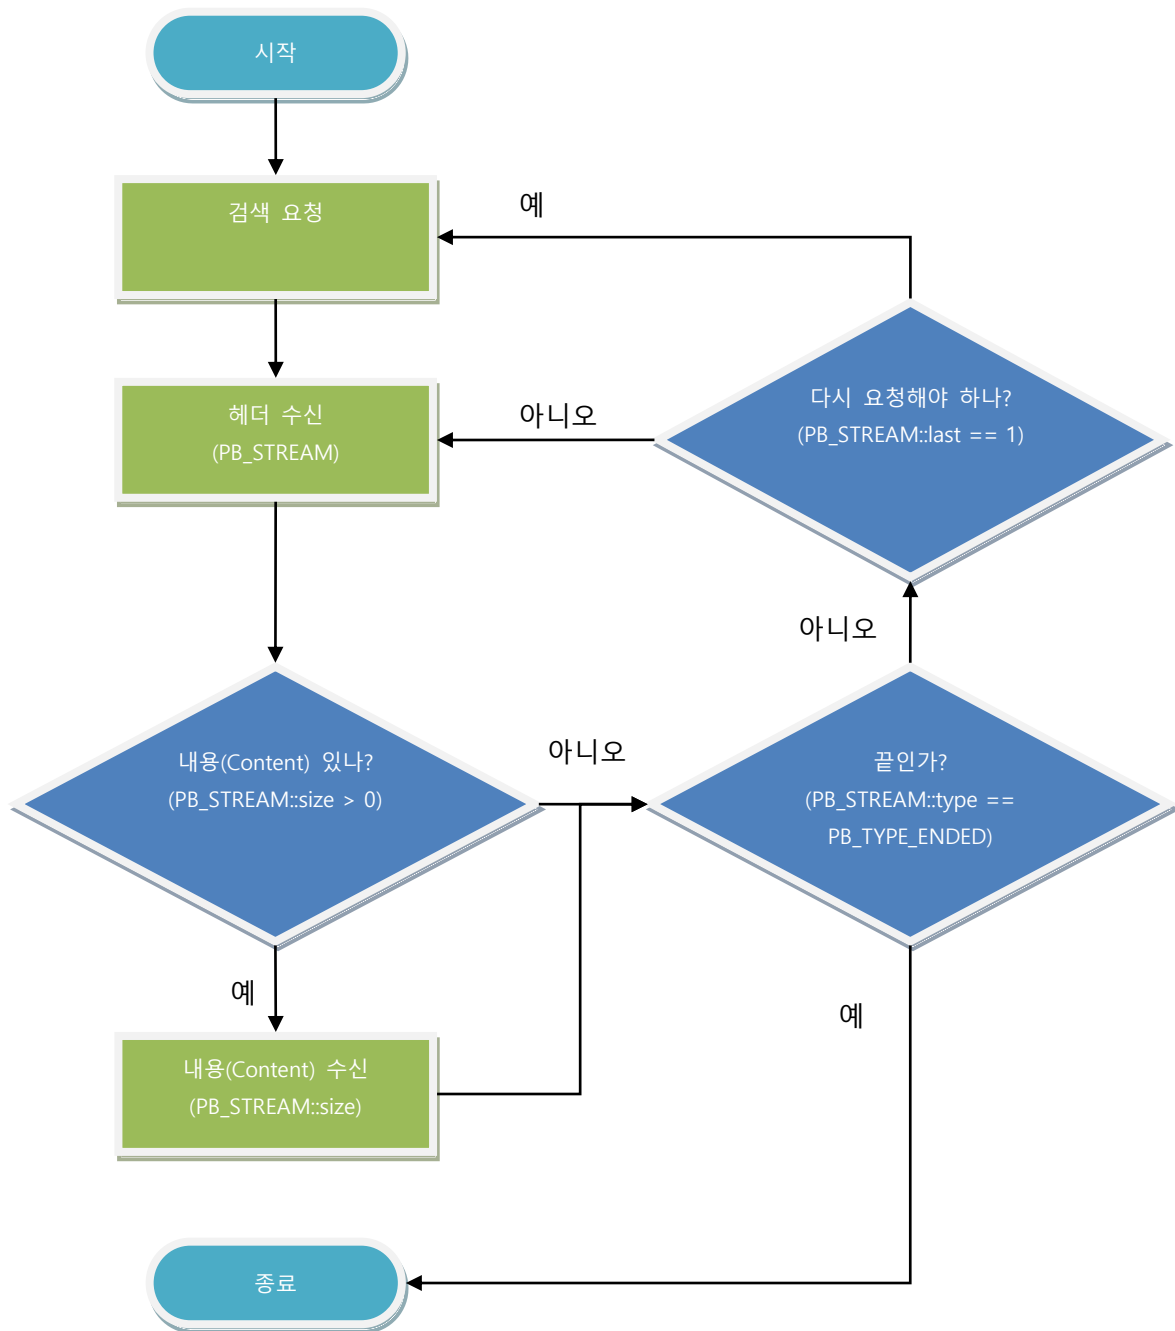 시작
검색 요청
예
헤더 수신
(PB_STREAM)
아니오
다시 요청해야 하나?
(PB_STREAM::last == 1)
아니오
내용(Content) 있나?
(PB_STREAM::size > 0)
아니오
끝인가?
(PB_STREAM::type ==
PB_TYPE_ENDED)
예
예
내용(Content) 수신
(PB_STREAM::size)
종료